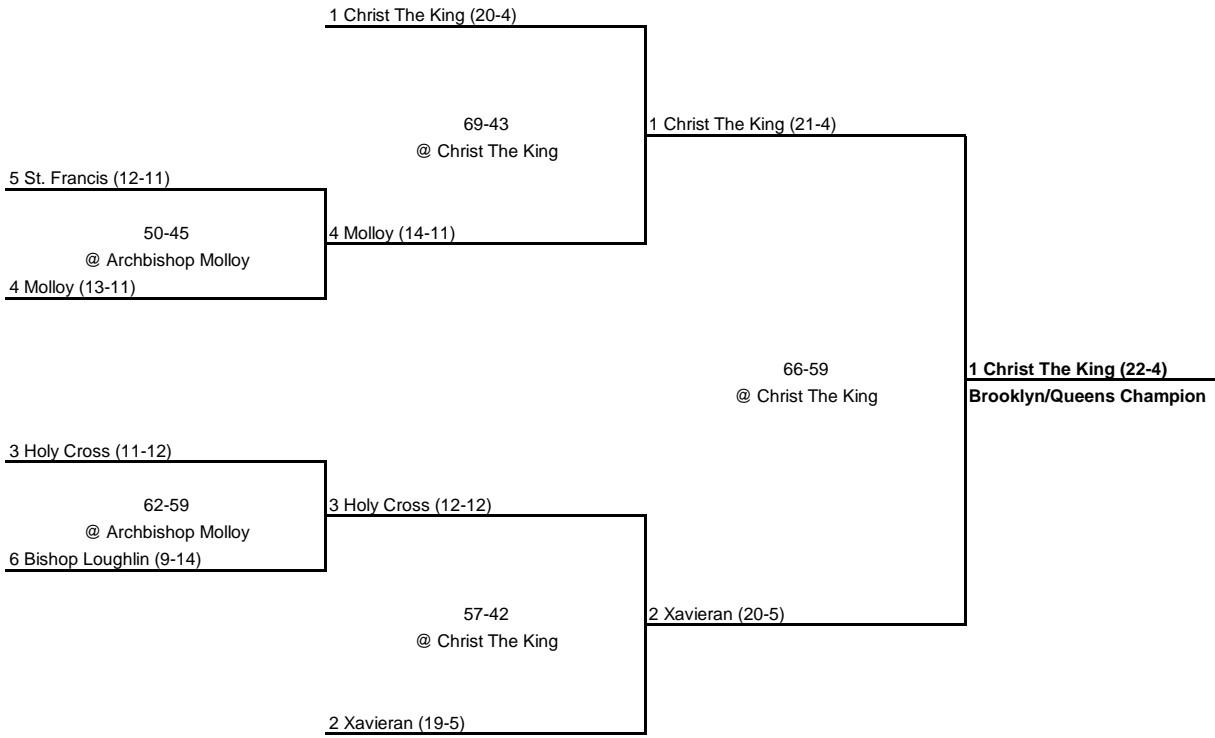 1 Christ The King (20-4)
69-43
@ Christ The King
1 Christ The King (21-4)
5 St. Francis (12-11)
50-45
@ Archbishop Molloy
4 Molloy (14-11)
4 Molloy (13-11)
66-59
@ Christ The King
1 Christ The King (22-4)
Brooklyn/Queens Champion
3 Holy Cross (11-12)
62-59
@ Archbishop Molloy
3 Holy Cross (12-12)
6 Bishop Loughlin (9-14)
57-42
@ Christ The King
2 Xavieran (20-5)
2 Xavieran (19-5)